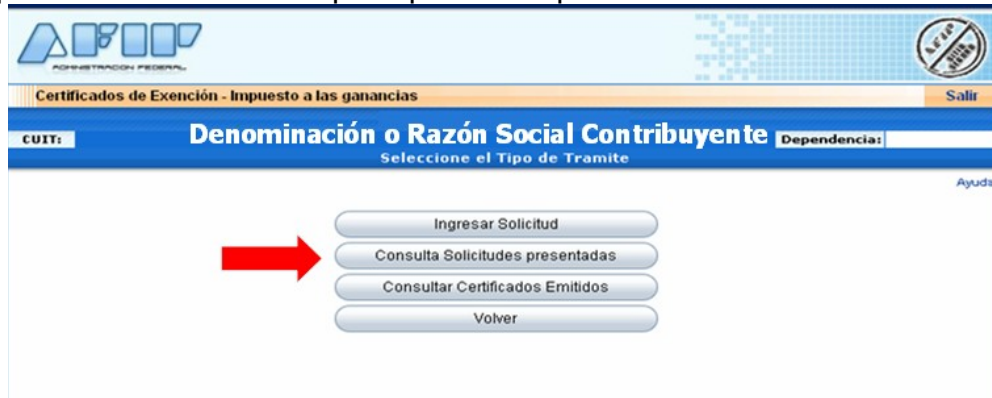 AFIP
ADMINISTRACION FEDERAL
Certificados de Exención - Impuesto a las ganancias
Salir
CUIT:
Denominación o Razón Social Contribuyente
Dependencia:
Seleccione el Tipo de Tramite
Ayuda
Ingresar Solicitud
Consulta Solicitudes presentadas
Consultar Certificados Emitidos
Volver